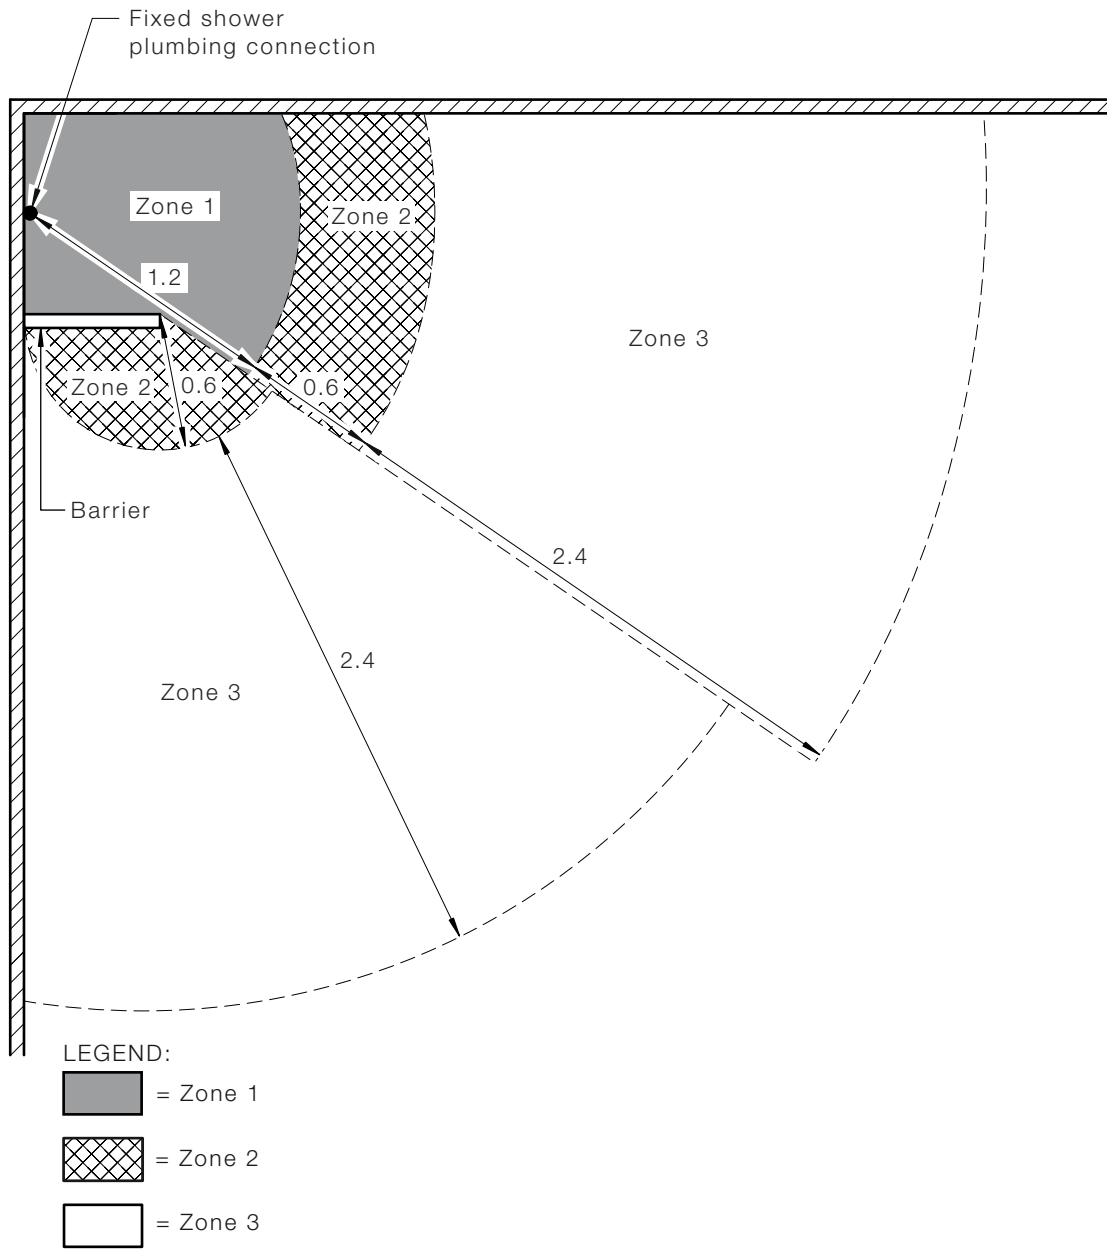 Fixed shower
plumbing connection
Zone 1
Zone 2
1.2
Zone 3
Zone 2
0.6
0.6
Barrier
2.4
2.4
Zone 3
LEGEND:
= Zone 1
= Zone 2
= Zone 3